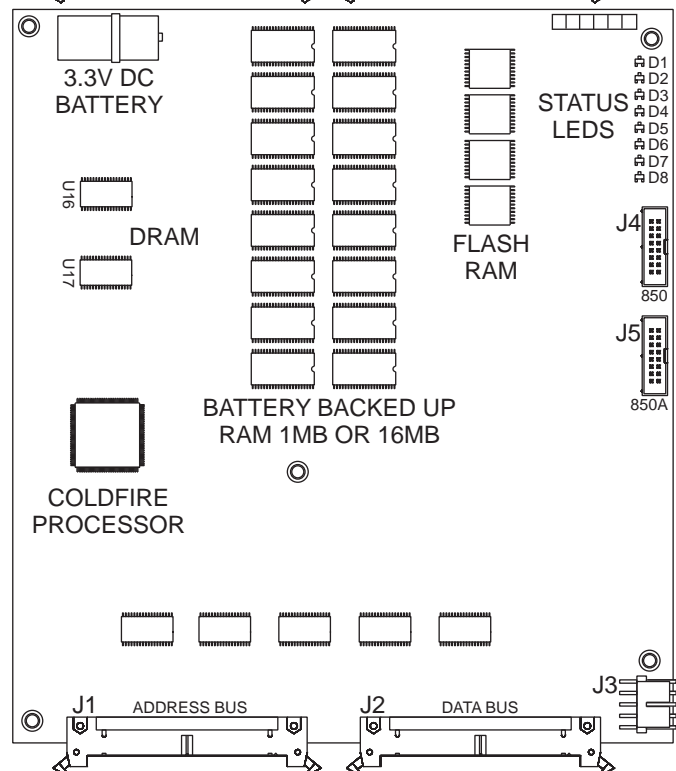 3.3V DC
BATTERY
STATUS
LEDS
D1
D2
D3
D4
D5
D6
D7
D8
U16
U17
DRAM
FLASH
RAM
J4
850
J5
850A
BATTERY BACKED UP
RAM 1MB OR 16MB
COLDFIRE
PROCESSOR
J3
J1
ADDRESS BUS
J2
DATA BUS